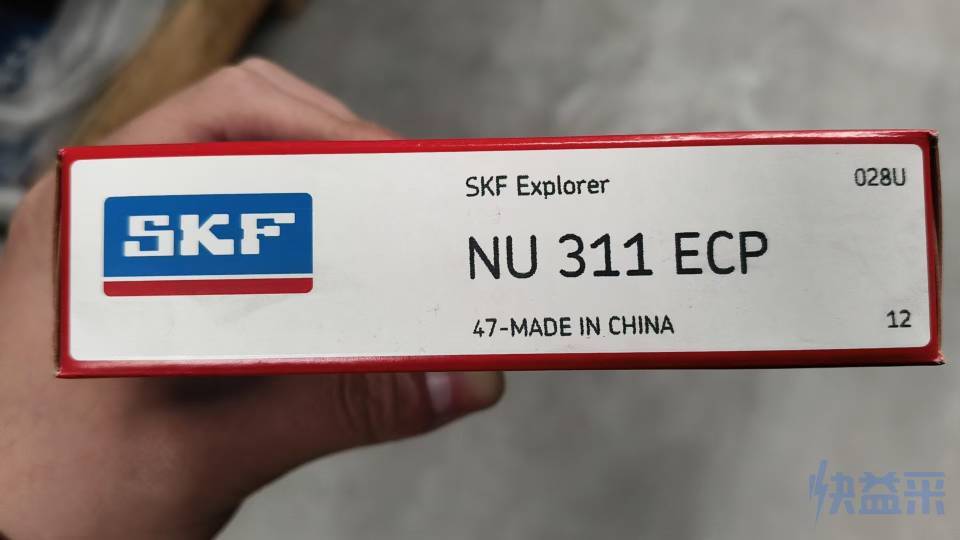 SKF
SKF Explorer
028U
NU 311 ECP
47-MADE IN CHINA
12
快益采